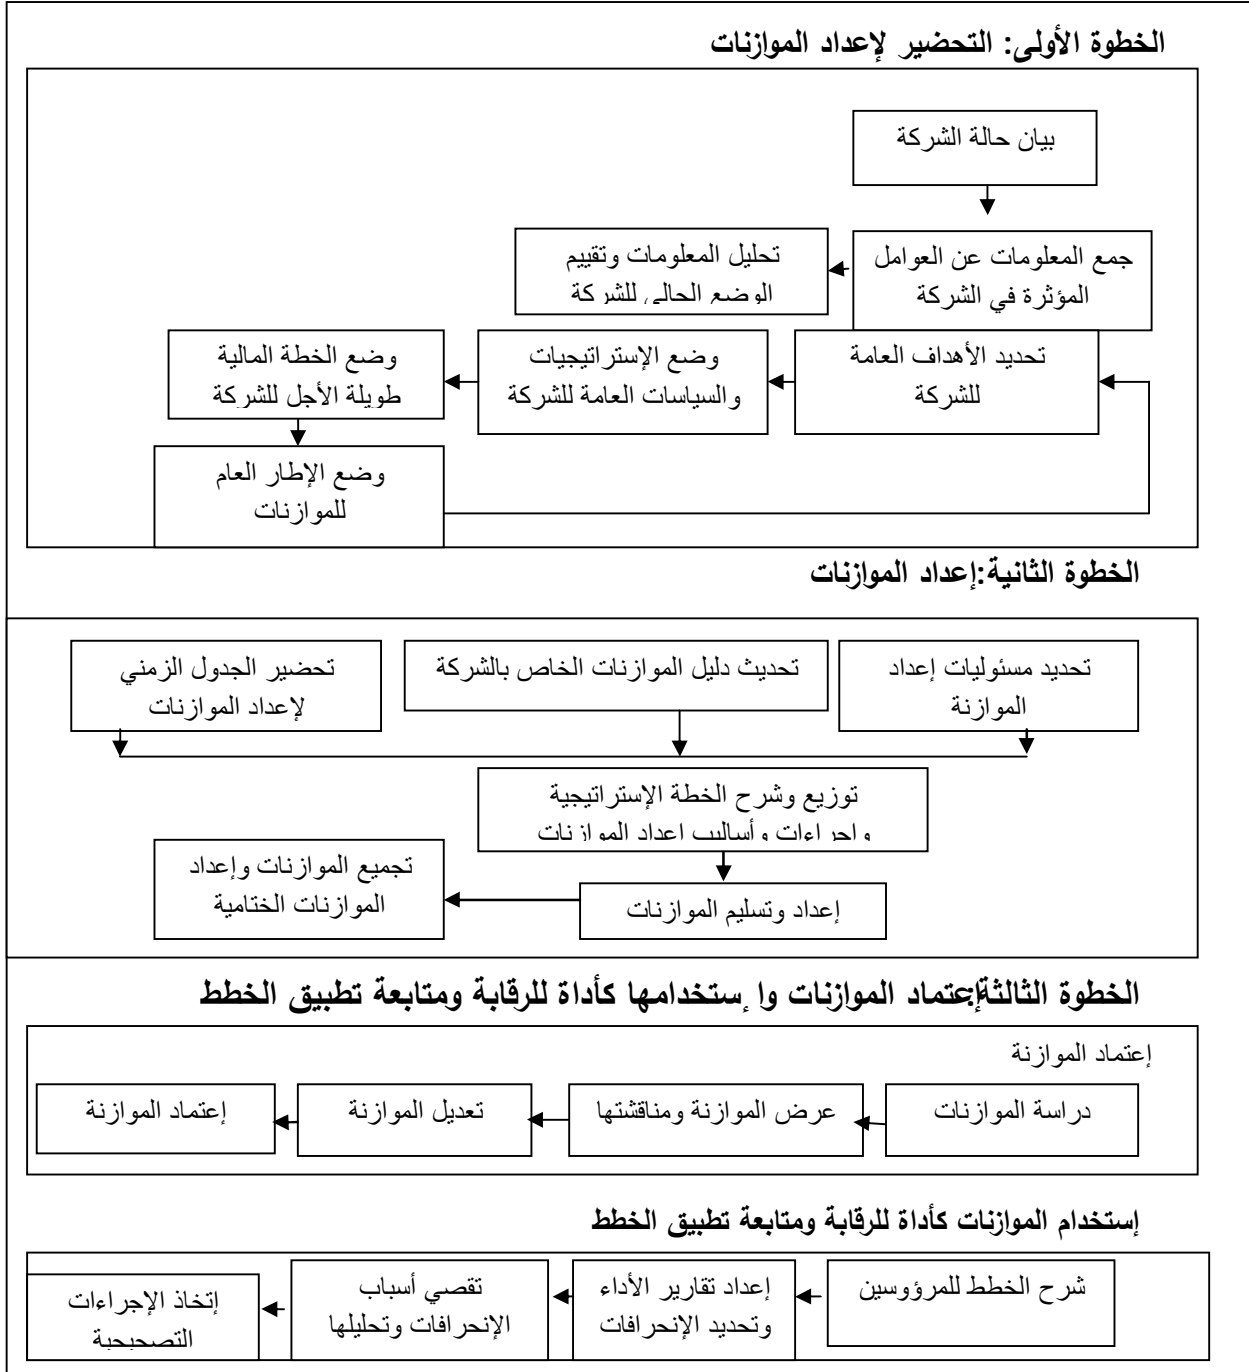 الخطوة الأولى: التحضير لإعداد الموازنات
بيان حالة الشركة
جمع المعلومات عن العوامل
المؤثرة في الشركة
تحليل المعلومات وتقييم
الوضع الحالي للشركة
تحديد الأهداف العامة
للشركة
وضع الإستراتيجيات
والسياسات العامة للشركة
وضع الخطة المالية
طويلة الأجل للشركة
وضع الإطار العام
للموازنات
الخطوة الثانية:إعداد الموازنات
تحديد مسئوليات إعداد
الموازنة
تحديث دليل الموازنات الخاص بالشركة
تحضير الجدول الزمني
لإعداد الموازنات
توزيع وشرح الخطة الإستراتيجية
وإجراءات وأساليب إعداد الموازنات
إعداد وتسليم الموازنات
تجميع الموازنات وإعداد
الموازنات الختامية
الخطوة الثالثة:إعتماد الموازنات وإستخدامها كأداة للرقابة ومتابعة تطبيق الخطط
إعتماد الموازنة
دراسة الموازنات
عرض الموازنة ومناقشتها
تعديل الموازنة
إعتماد الموازنة
إستخدام الموازنات كأداة للرقابة ومتابعة تطبيق الخطط
شرح الخطط للمرؤوسين
إعداد تقارير الأداء
وتحديد الإنحرافات
تقصي أسباب
الإنحرافات وتحليلها
إتخاذ الإجراءات
التصحيحية